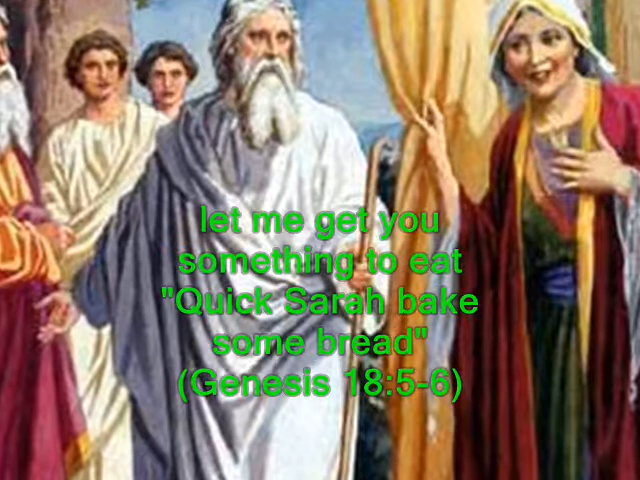 let me get you
something to eat
"Quick Sarah bake
some bread"
(Genesis 18:5-6)